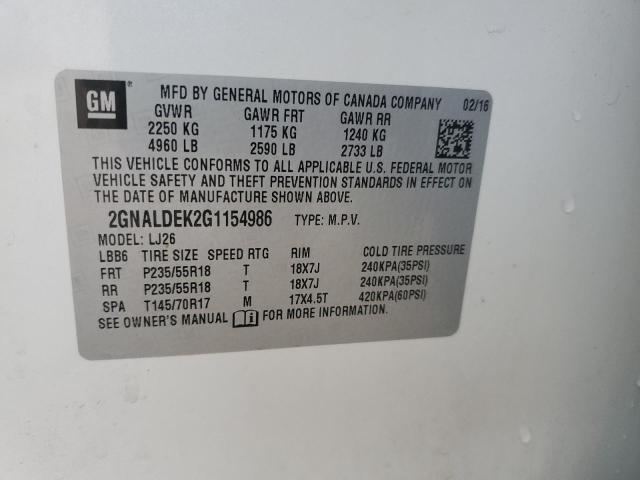 GM ®
MFD BY GENERAL MOTORS OF CANADA COMPANY 02/16
GVWR GAWR FRT GAWR RR
2250 KG 1175 KG 1240 KG
4960 LB 2590 LB 2733 LB
THIS VEHICLE CONFORMS TO ALL APPLICABLE U.S. FEDERAL MOTOR
VEHICLE SAFETY AND THEFT PREVENTION STANDARDS IN EFFECT ON
THE DATE OF MANUFACTURE SHOWN ABOVE.
2GNALDEK2G1154986 TYPE: M.P.V.
MODEL: LJ26
LBB6 TIRE SIZE SPEED RTG RIM COLD TIRE PRESSURE
FRT P235/55R18 T 18X7J 240KPA(35PSI)
RR P235/55R18 T 18X7J 240KPA(35PSI)
SPA T145/70R17 M 17X4.5T 420KPA(60PSI)
SEE OWNER'S MANUAL FOR MORE INFORMATION.